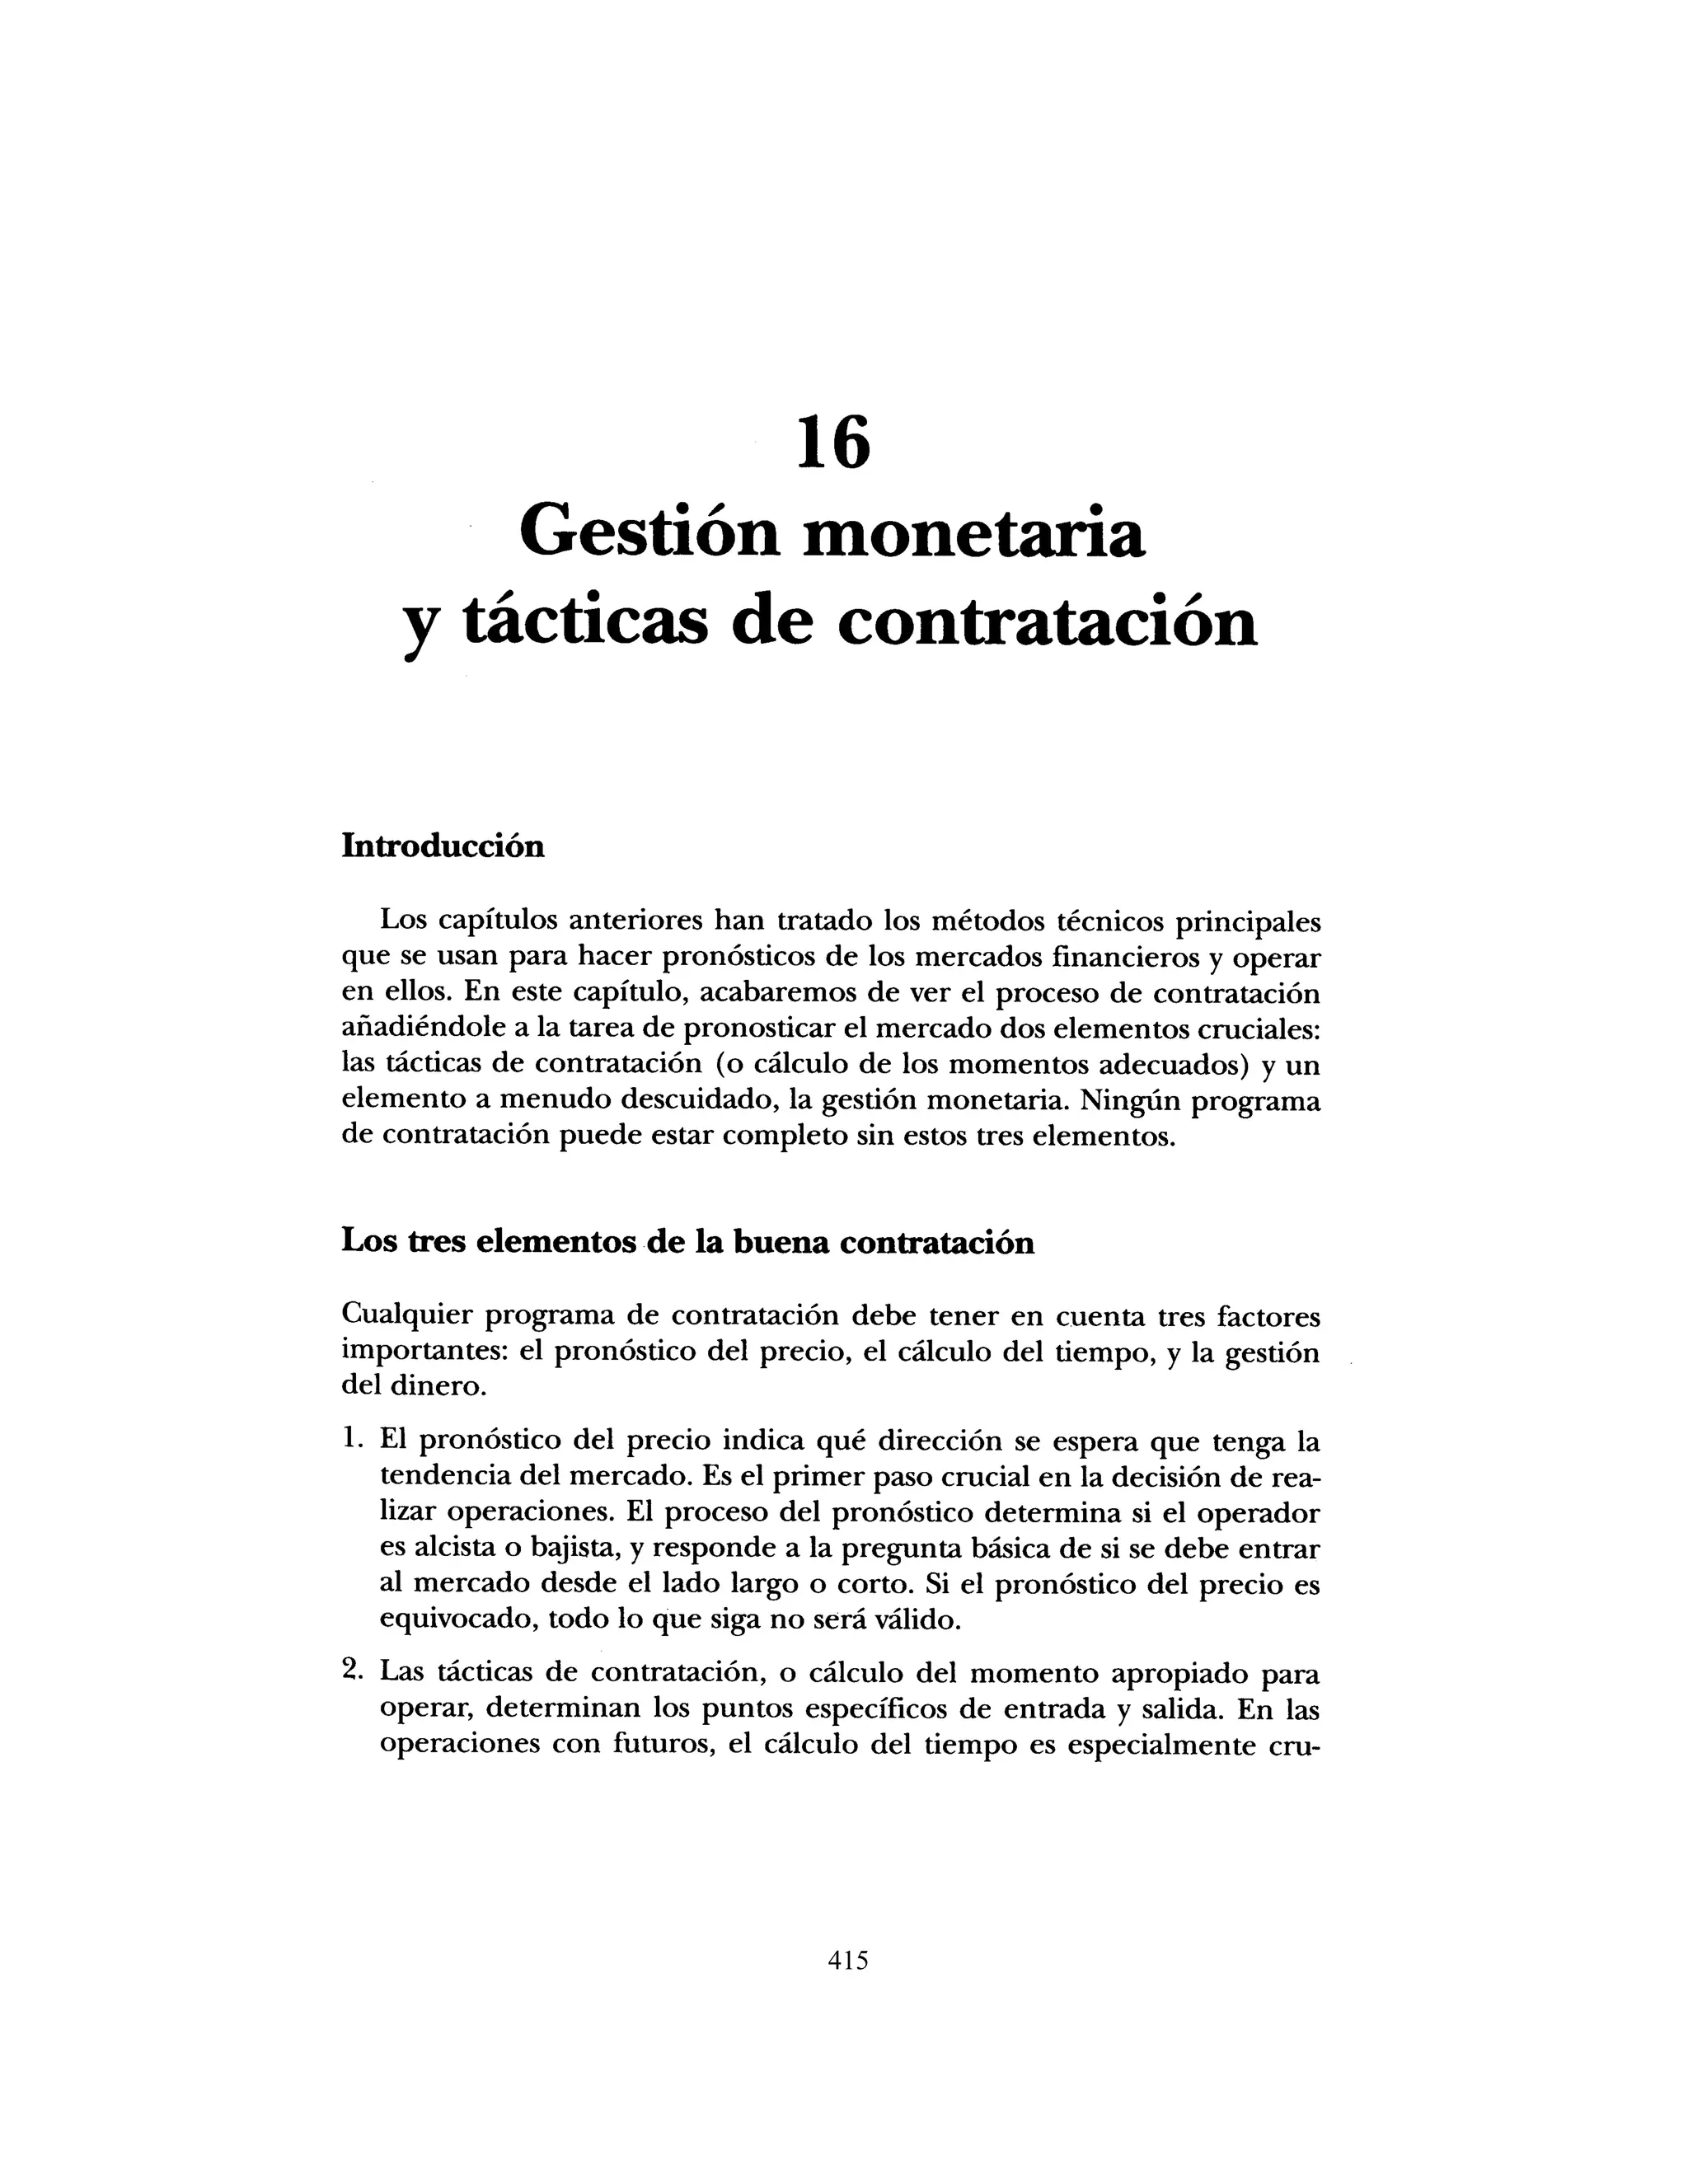 16
Gestión monetaria
y tácticas de contratación
Introducción
Los capítulos anteriores han tratado los métodos técnicos principales
que se usan para hacer pronósticos de los mercados financieros y operar
en ellos. En este capítulo, acabaremos de ver el proceso de contratación
añadiéndole a la tarea de pronosticar el mercado dos elementos cruciales:
las tácticas de contratación (o cálculo de los momentos adecuados) y un
elemento a menudo descuidado, la gestión monetaria. Ningún programa
de contratación puede estar completo sin estos tres elementos.
Los tres elementos de la buena contratación
Cualquier programa de contratación debe tener en cuenta tres factores
importantes: el pronóstico del precio, el cálculo del tiempo, y la gestión
del dinero.
1. El pronóstico del precio indica qué dirección se espera que tenga la
tendencia del mercado. Es el primer paso crucial en la decisión de rea-
lizar operaciones. El proceso del pronóstico determina si el operador
es alcista o bajista, y responde a la pregunta básica de si se debe entrar
al mercado desde el lado largo o corto. Si el pronóstico del precio es
equivocado, todo lo que siga no será válido.
2. Las tácticas de contratación, o cálculo del momento apropiado para
operar, determinan los puntos específicos de entrada y salida. En las
operaciones con futuros, el cálculo del tiempo es especialmente cru-
415